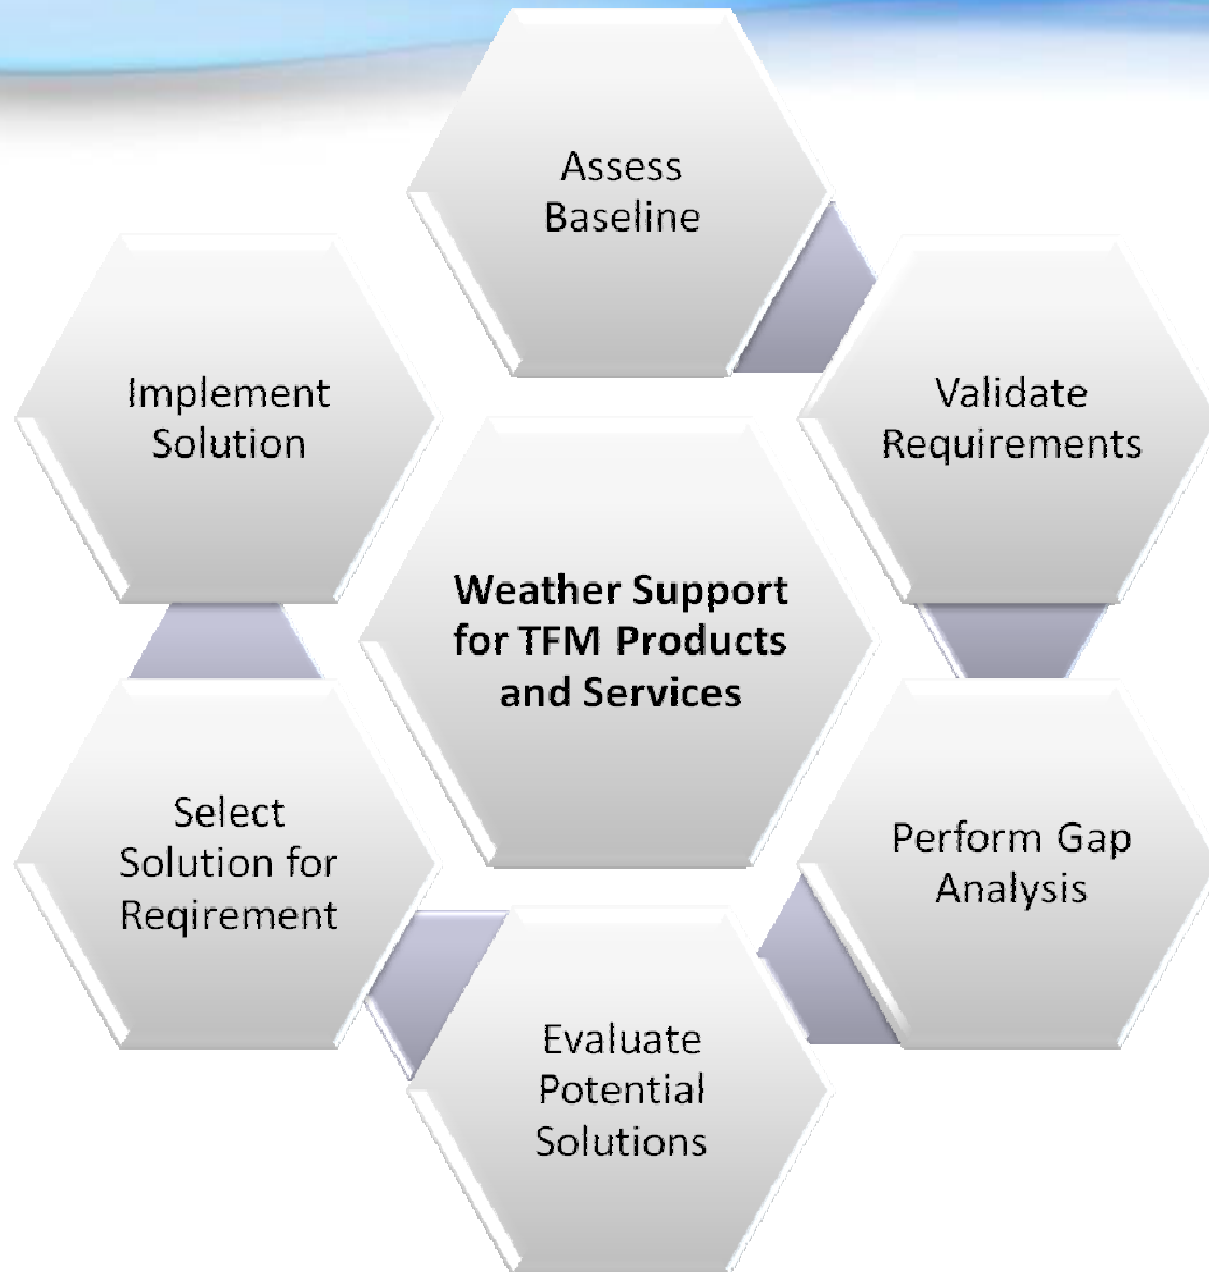 Assess
Baseline
Validate
Requirements
Perform Gap
Analysis
Evaluate
Potential
Solutions
Select
Solution for
Reqirement
Implement
Solution
Weather Support
for TFM Products
and Services